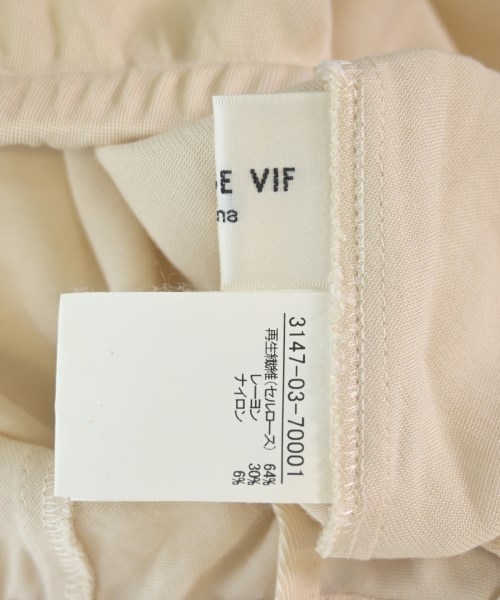 E VIF
na
3147-03-70001
再生繊維(セルロース) 64%
レーヨン 30%
ナイロン 6%